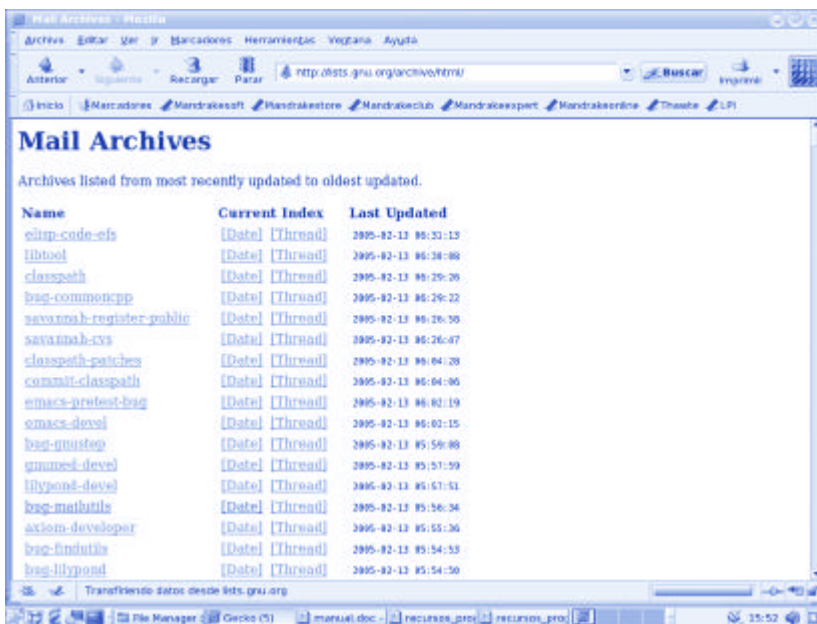 Mail Archives - Mozilla
Archivo Editar Ver Ir Marcadores Herramientas Ventana Ayuda
Anterior Siguiente Recargar Parar http://lists.gnu.org/archive/html/ Buscar Imprimir
Inicio Marcadores Mandrakesoft Mandrakestore Mandrakeclub Mandrakeexpert Mandrakeonline Thawte LPI
Mail Archives
Archives listed from most recently updated to oldest updated.
Name Current Index Last Updated
elisp-code-efs [Date] [Thread] 2005-02-13 06:31:13
libtool [Date] [Thread] 2005-02-13 06:30:08
classpath [Date] [Thread] 2005-02-13 06:29:26
bug-commoncpp [Date] [Thread] 2005-02-13 06:29:22
savannah-register-public [Date] [Thread] 2005-02-13
savannah-cvs [Date] [Thread] 2005-02-13 06:26:47
classpath-patches [Date] [Thread] 2005-02-13 06:04:28
commit-classpath [Date] [Thread] 2005-02-13 06:04:06
emacs-pretest-bug [Date] [Thread] 2005-02-13 06:02:19
emacs-devel [Date] [Thread] 2005-02-13 06:02:15
bug-gnustep [Date] [Thread] 2005-02-13 05:59:08
gnumed-devel [Date] [Thread] 2005-02-13 05:57:59
lilypond-devel [Date] [Thread] 2005-02-13 05:57:51
bug-mailutils [Date] [Thread] 2005-02-13 05:56:34
axiom-developer [Date] [Thread] 2005-02-13 05:55:36
bug-findutils [Date] [Thread] 2005-02-13 05:54:53
bug-lilypond [Date] [Thread] 2005-02-13 05:54:50
Transfiriendo datos desde lists.gnu.org
File Manager Gecko (5) manual.doc - recursos_pro recursos_pro 15:52